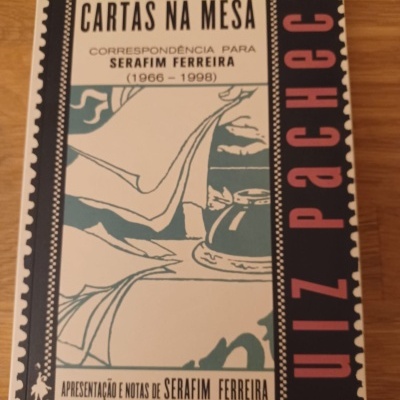 CARTAS NA MESA
CORRESPONDÊNCIA PARA
SERAFIM FERREIRA
(1966 – 1998)
uiz pachec
APRESENTAÇÃO E NOTAS DE SERAFIM FERREIRA